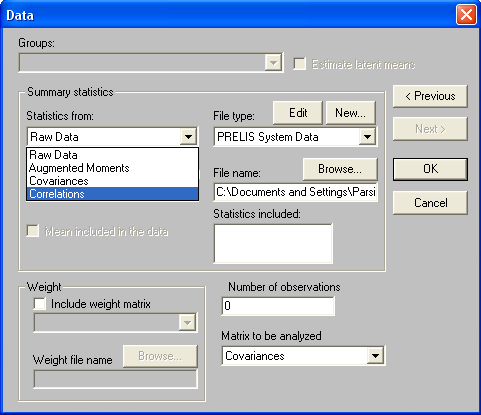 Data
Groups:
Estimate latent means
Summary statistics
Statistics from:
File type:
Edit
New...
Raw Data
PRELIS System Data
Raw Data
Augmented Moments
Covariances
Correlations
File name:
Browse...
C:\Documents and Settings\Parsi
Mean included in the data
Statistics included:
< Previous
Next >
OK
Cancel
Weight
Include weight matrix
Weight file name
Browse...
Number of observations
0
Matrix to be analyzed
Covariances